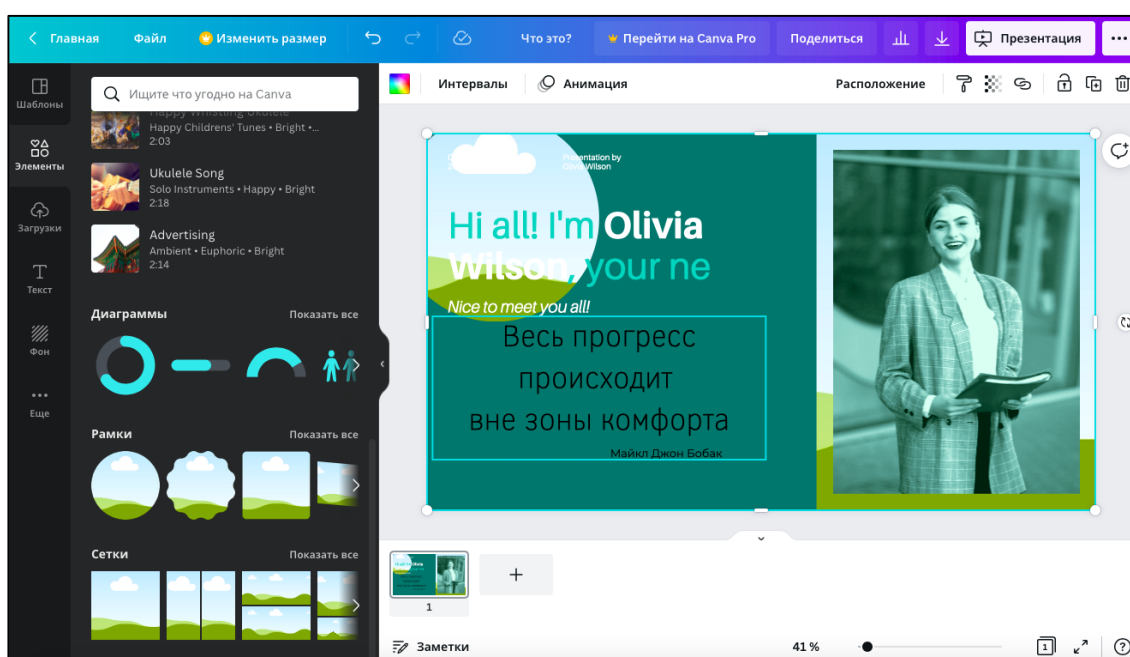 Главная Файл Изменить размер Что это? Перейти на Canva Pro Поделиться Презентация
Шаблоны
Элементы
Загрузки
Текст
Фон
Еще
Ищите что угодно на Canva
Happy Whistling Ukulele
Happy Childrens' Tunes • Bright •...
2:03
Ukulele Song
Solo Instruments • Happy • Bright
2:18
Advertising
Ambient • Euphoric • Bright
2:14
Диаграммы Показать все
Рамки Показать все
Сетки Показать все
Интервалы Анимация Расположение
Presentation by
Olivia Wilson
Hi all! I'm Olivia
Wilson, your ne
Nice to meet you all!
Весь прогресс
происходит
вне зоны комфорта
Майкл Джон Бобак
1
Заметки 41 % 1